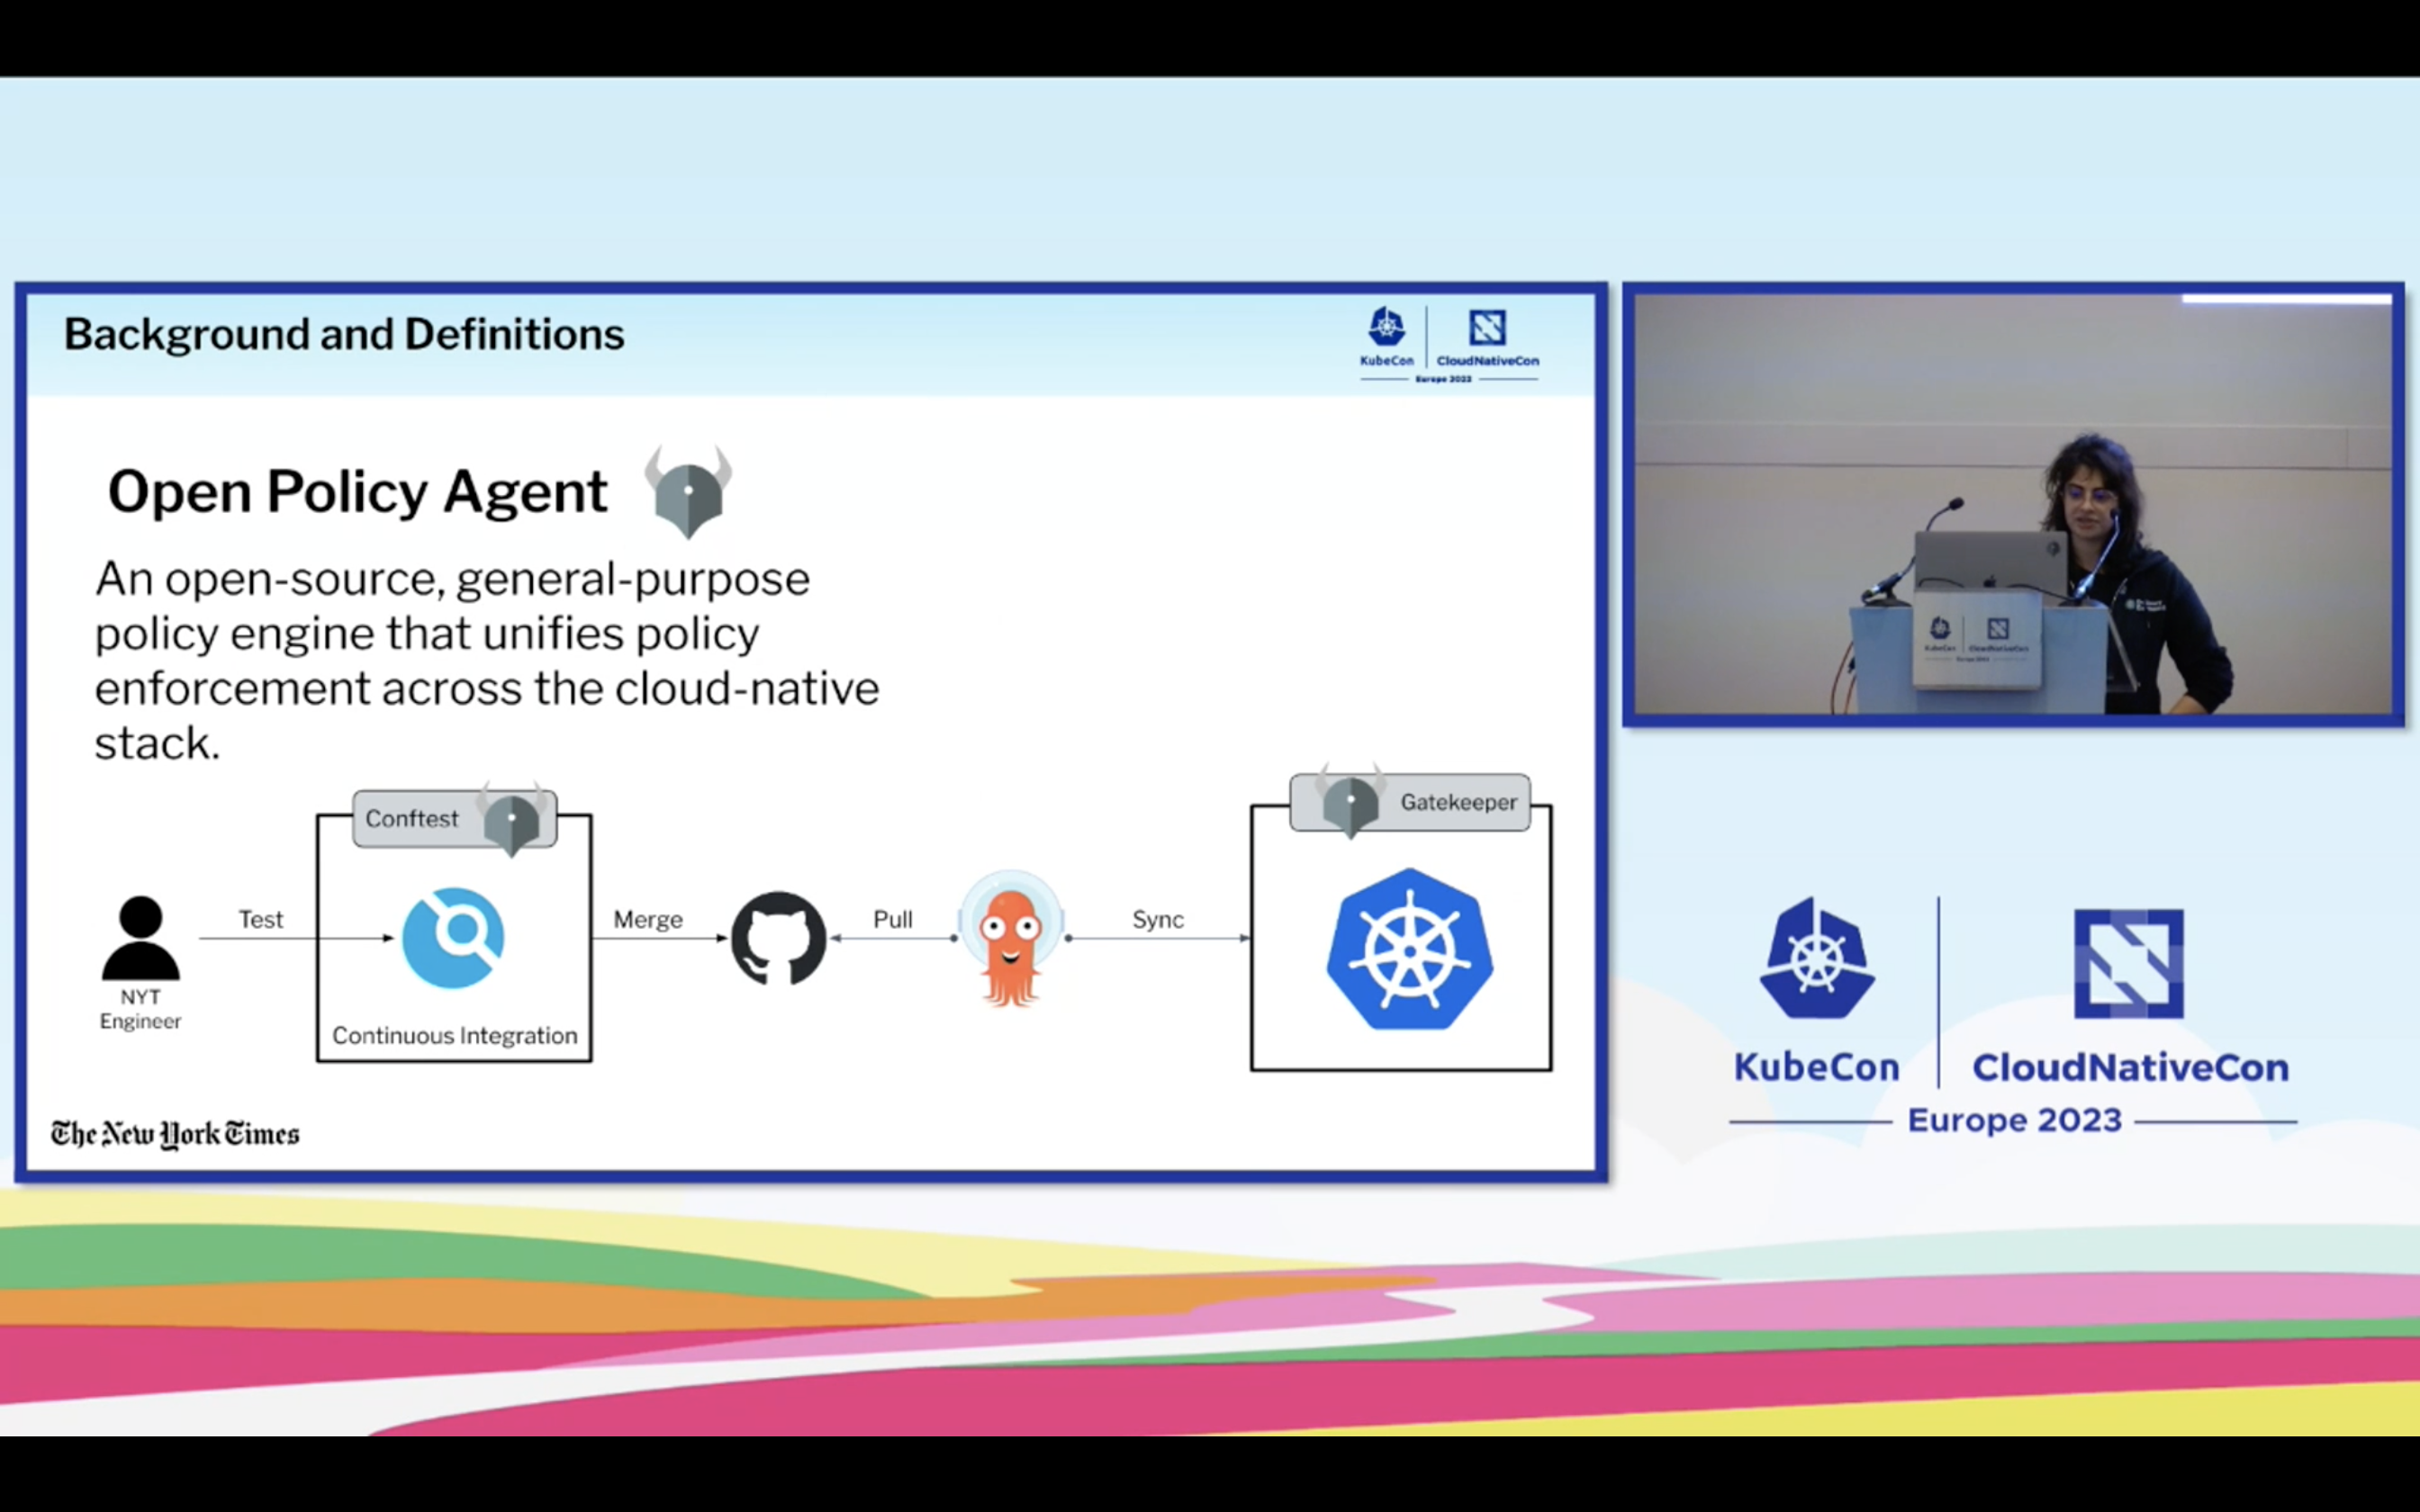 Background and Definitions
KubeCon
CloudNativeCon
Europe 2023
Open Policy Agent
An open-source, general-purpose
policy engine that unifies policy
enforcement across the cloud-native
stack.
Conftest
Gatekeeper
Test
Merge
Pull
Sync
NYT
Engineer
Continuous Integration
The New York Times
KubeCon
CloudNativeCon
KubeCon
CloudNativeCon
Europe 2023